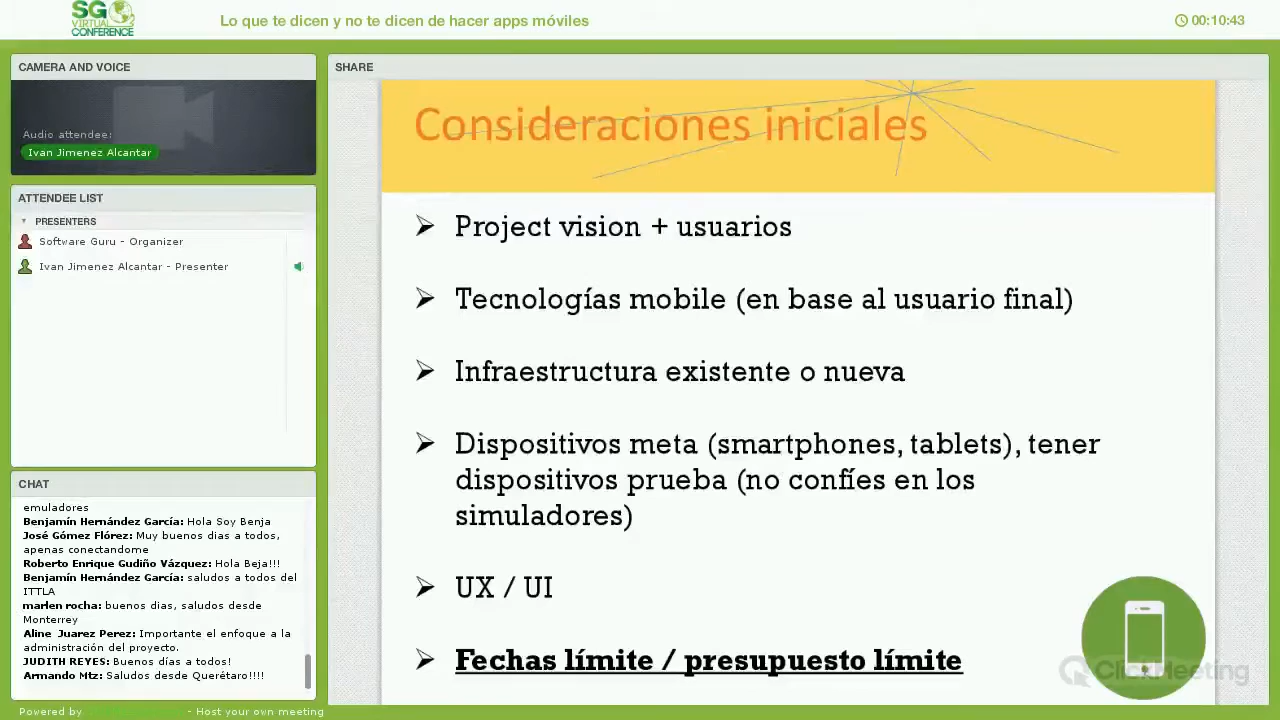 SG
VIRTUAL
CONFERENCE
Lo que te dicen y no te dicen de hacer apps móviles
00:10:43
CAMERA AND VOICE
Audio attendee:
Ivan Jimenez Alcantar
ATTENDEE LIST
PRESENTERS
Software Guru - Organizer
Ivan Jimenez Alcantar - Presenter
CHAT
emuladores
Benjamín Hernández García: Hola Soy Benja
José Gómez Flórez: Muy buenos dias a todos,
apenas conectandome
Roberto Enrique Gudiño Vázquez: Hola Beja!!!
Benjamín Hernández García: saludos a todos del
ITTLA
marlen rocha: buenos dias, saludos desde
Monterrey
Aline Juarez Perez: Importante el enfoque a la
administración del proyecto.
JUDITH REYES: Buenos días a todos!
Armando Mtz: Saludos desde Querétaro!!!!
SHARE
Consideraciones iniciales
Project vision + usuarios
Tecnologías mobile (en base al usuario final)
Infraestructura existente o nueva
Dispositivos meta (smartphones, tablets), tener
dispositivos prueba (no confíes en los
simuladores)
UX / UI
Fechas límite / presupuesto límite
ClickMeeting
Powered by - Host your own meeting